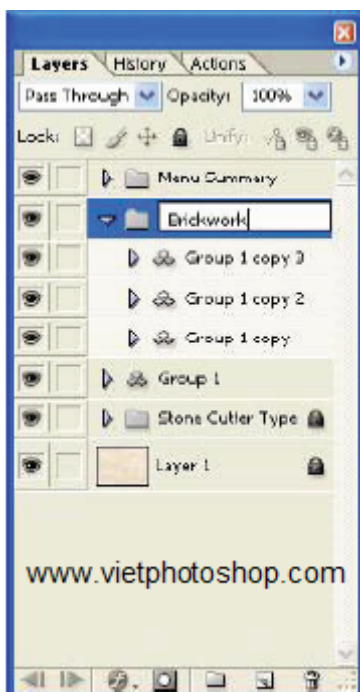 Layers History Actions
Pass Through Opacity: 100%
Lock: Unify:
Menu Summary
Brickwork
Group 1 copy 3
Group 1 copy 2
Group 1 copy
Group 1
Stone Cutler Type
Layer 1
www.vietphotoshop.com